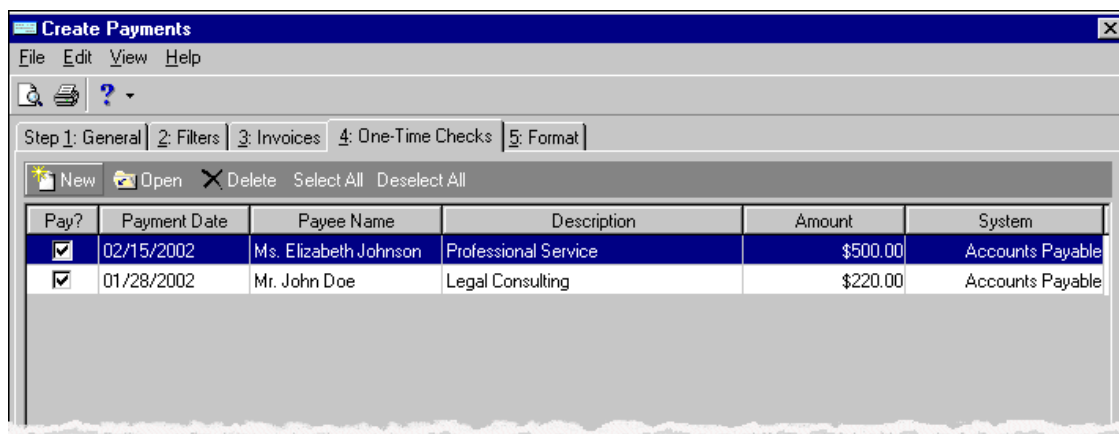 Create Payments
File Edit View Help
?
Step 1: General 2: Filters 3: Invoices 4: One-Time Checks 5: Format
New Open Delete Select All Deselect All
Pay? Payment Date Payee Name Description Amount System
02/15/2002 Ms. Elizabeth Johnson Professional Service $500.00 Accounts Payable
01/28/2002 Mr. John Doe Legal Consulting $220.00 Accounts Payable